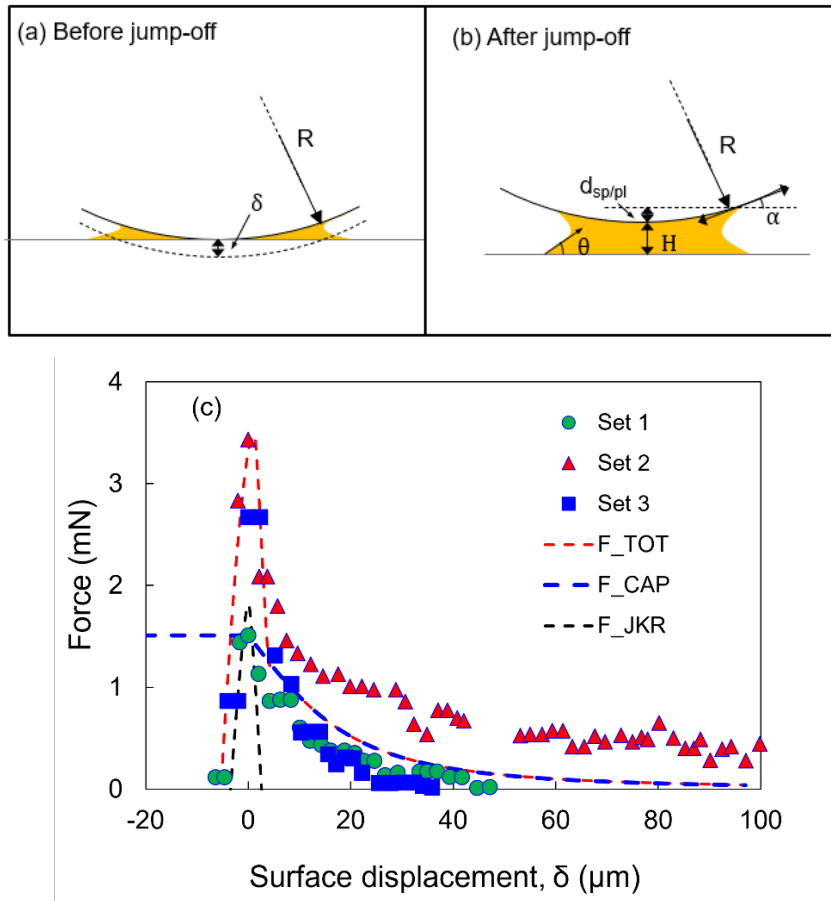 (a) Before jump-off
R
δ
(b) After jump-off
R
d_sp/pl
α
H
θ
(c)
Force (mN)
4
3
2
1
0
Set 1
Set 2
Set 3
F_TOT
F_CAP
F_JKR
-20 0 20 40 60 80 100
Surface displacement, δ (μm)